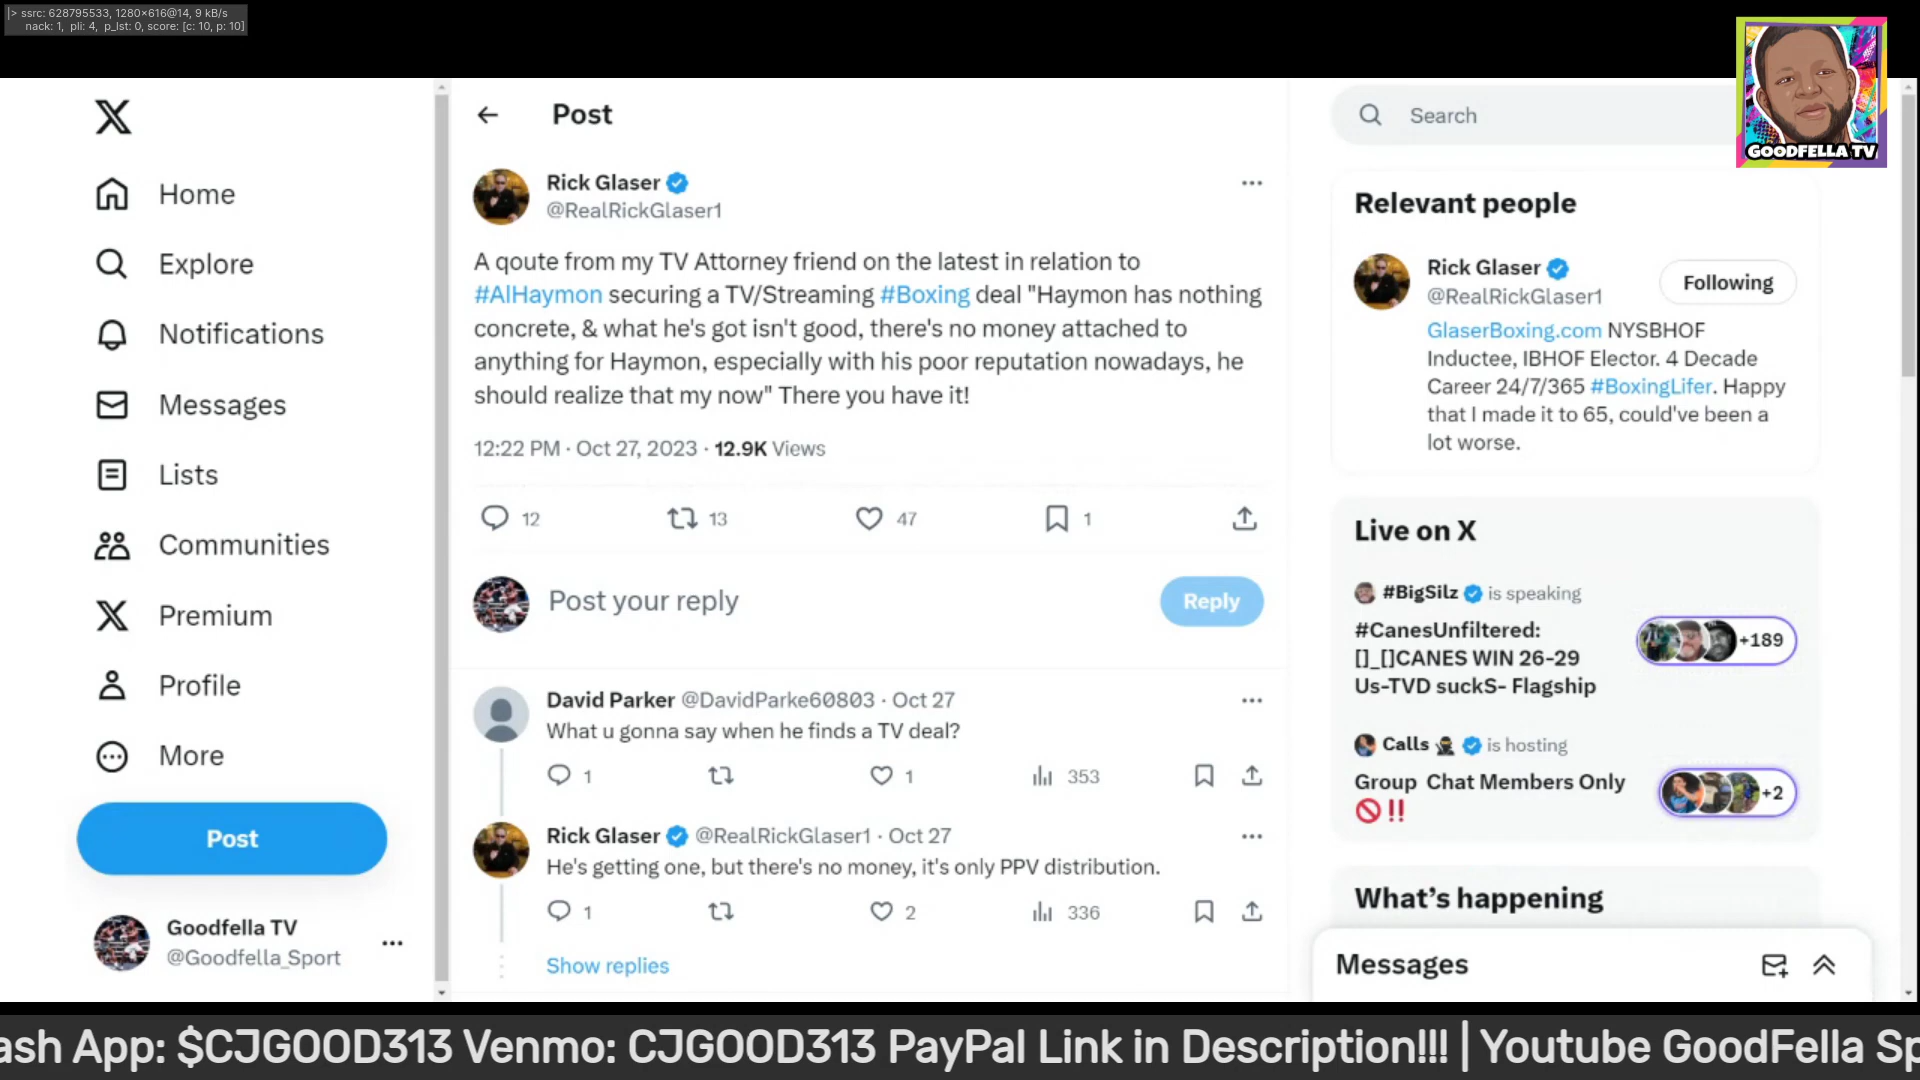 |> ssrc: 628795533, 1280×616@14, 9 kB/s
nack: 1, pli: 4, p_lst: 0, score: [c: 10, p: 10]
GOODFELLA TV
Home
Explore
Notifications
Messages
Lists
Communities
Premium
Profile
More
Post
Goodfella TV
@Goodfella_Sport
Post
Rick Glaser
@RealRickGlaser1
A qoute from my TV Attorney friend on the latest in relation to
#AlHaymon securing a TV/Streaming #Boxing deal "Haymon has nothing
concrete, & what he's got isn't good, there's no money attached to
anything for Haymon, especially with his poor reputation nowadays, he
should realize that my now" There you have it!
12:22 PM · Oct 27, 2023 · 12.9K Views
12 13 47 1
Post your reply
Reply
David Parker @DavidParke60803 · Oct 27
What u gonna say when he finds a TV deal?
1 1 353
Rick Glaser @RealRickGlaser1 · Oct 27
He's getting one, but there's no money, it's only PPV distribution.
1 2 336
Show replies
Search
Relevant people
Rick Glaser
@RealRickGlaser1
Following
GlaserBoxing.com NYSBHOF
Inductee, IBHOF Elector. 4 Decade
Career 24/7/365 #BoxingLifer. Happy
that I made it to 65, could've been a
lot worse.
Live on X
#BigSilz is speaking
#CanesUnfiltered:
[]_[]CANES WIN 26-29
Us-TVD suckS- Flagship
+189
Calls is hosting
Group Chat Members Only
🚫‼️
+2
What's happening
Messages
ash App: $CJGOOD313 Venmo: CJGOOD313 PayPal Link in Description!!! | Youtube GoodFella Sp